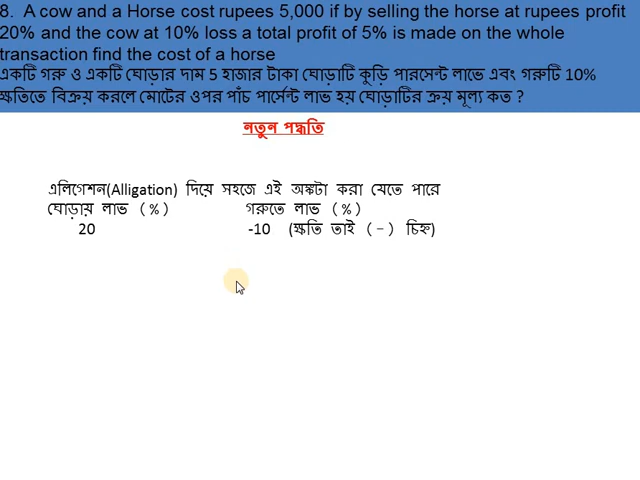 8. A cow and a Horse cost rupees 5,000 if by selling the horse at rupees profit
20% and the cow at 10% loss a total profit of 5% is made on the whole
transaction find the cost of a horse
একটি গরু ও একটি ঘোড়ার দাম 5 হাজার টাকা ঘোড়াটি কুড়ি পারসেন্ট লাভে এবং গরুটি 10%
ক্ষতিতে বিক্রয় করলে মোটের ওপর পাঁচ পার্সেন্ট লাভ হয় ঘোড়াটির ক্রয় মূল্য কত ?
নতুন পদ্ধতি
এলিগেশন(Alligation) দিয়ে সহজে এই অঙ্কটা করা যেতে পারে
ঘোড়ায় লাভ (%) গরুতে লাভ (%)
20 -10 (ক্ষতি তাই (−) চিহ্ন)